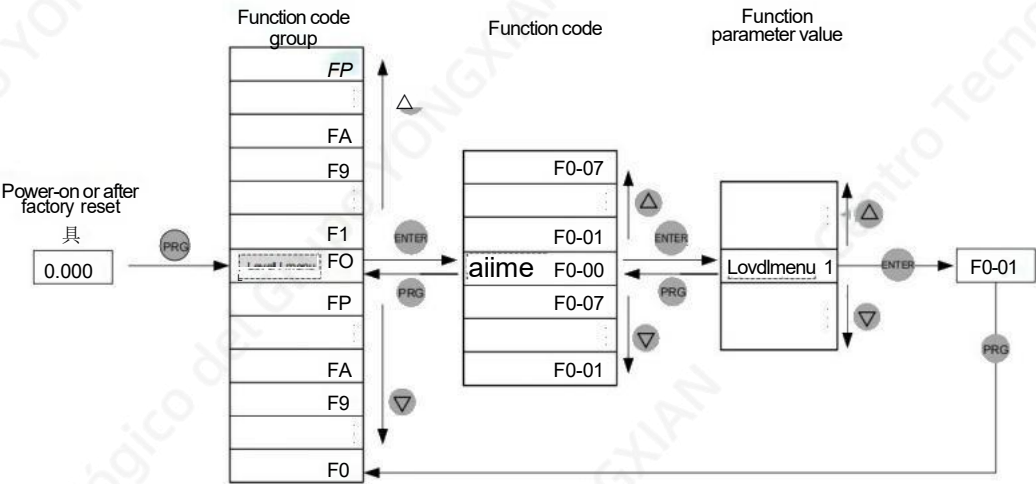 Function code
group
Function code
Function
parameter value
FP
FA
F9
F1
FO
FP
FA
F9
F0
Power-on or after
factory reset
具
0.000
PRG
ENTER
PRG
F0-07
F0-01
aiime F0-00
F0-07
F0-01
ENTER
PRG
Lovdlmenu 1
ENTER
F0-01
PRG